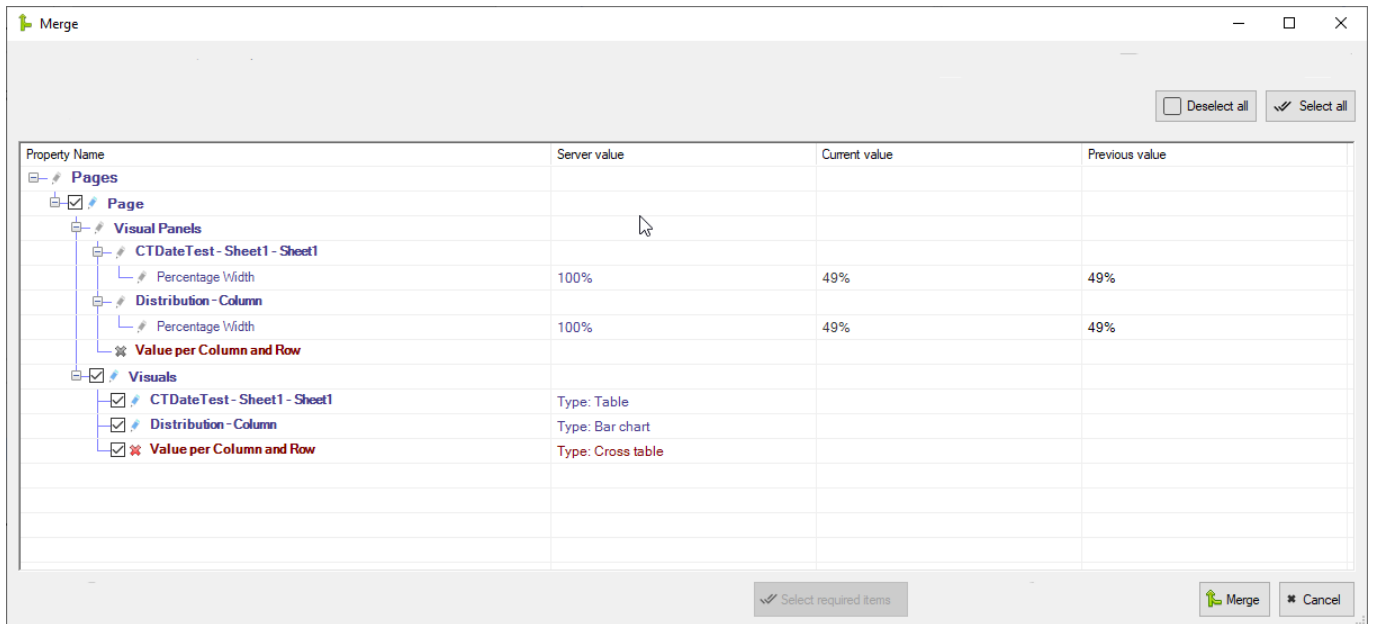 Merge
Deselect all Select all
Property Name Server value Current value Previous value
Pages
Page
Visual Panels
CTDateTest - Sheet1 - Sheet1
Percentage Width 100% 49% 49%
Distribution - Column
Percentage Width 100% 49% 49%
Value per Column and Row
Visuals
CTDateTest - Sheet1 - Sheet1 Type: Table
Distribution - Column Type: Bar chart
Value per Column and Row Type: Cross table
Select required items Merge Cancel